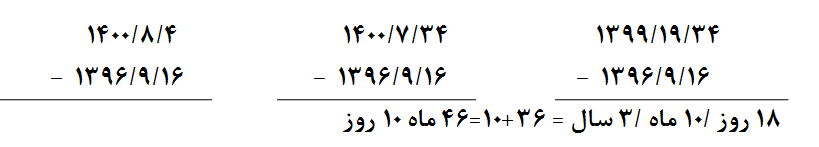 ۱۴۰۰/۸/۴ ۱۴۰۰/۷/۳۴ ۱۳۹۹/۱۹/۳۴
− ۱۳۹۶/۹/۱۶ − ۱۳۹۶/۹/۱۶ − ۱۳۹۶/۹/۱۶
۱۸ روز /۱۰ ماه /۳ سال = ۳۶+۱۰=۴۶ ماه ۱۰ روز